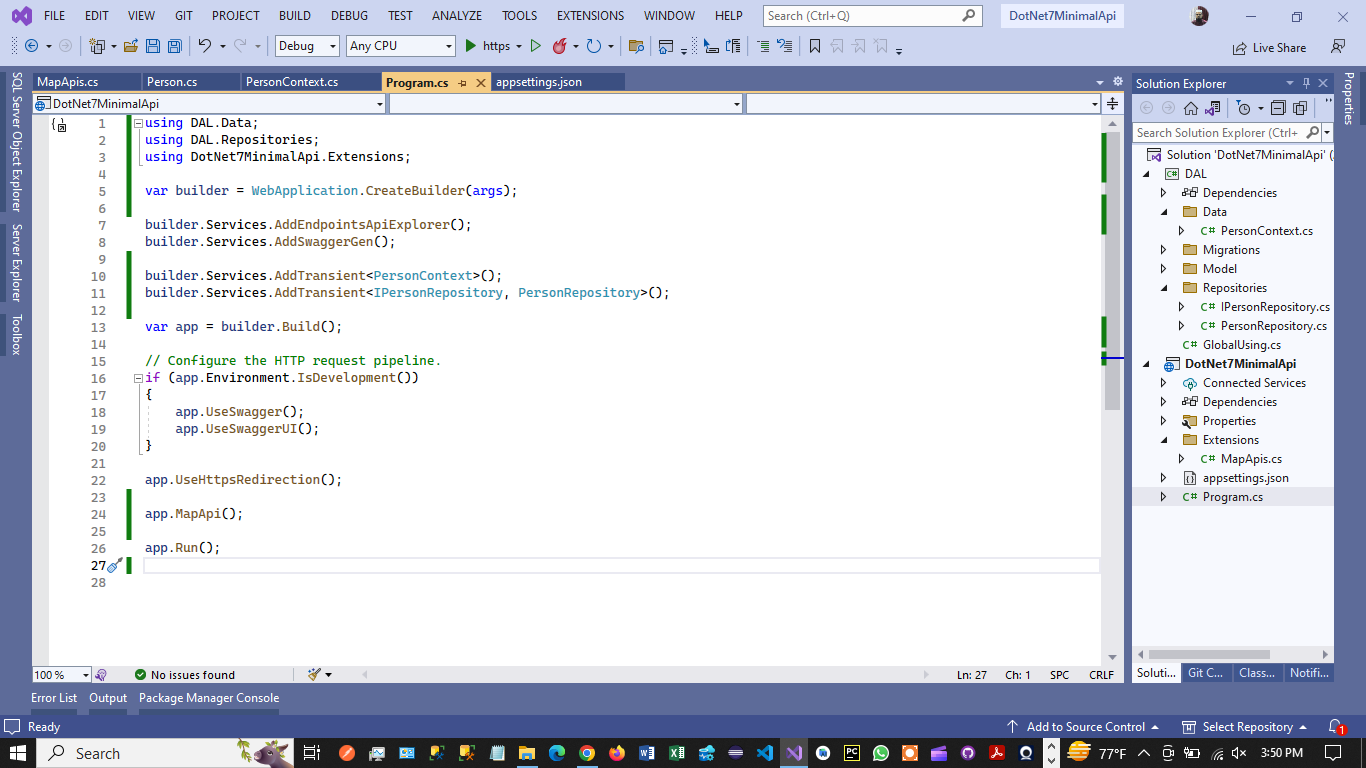 FILE EDIT VIEW GIT PROJECT BUILD DEBUG TEST ANALYZE TOOLS EXTENSIONS WINDOW HELP Search (Ctrl+Q) DotNet7MinimalApi
Debug Any CPU https Live Share
SQL Server Object Explorer
Server Explorer
Toolbox
MapApis.cs Person.cs PersonContext.cs Program.cs appsettings.json
DotNet7MinimalApi
1 using DAL.Data;
2 using DAL.Repositories;
3 using DotNet7MinimalApi.Extensions;
4
5 var builder = WebApplication.CreateBuilder(args);
6
7 builder.Services.AddEndpointsApiExplorer();
8 builder.Services.AddSwaggerGen();
9
10 builder.Services.AddTransient<PersonContext>();
11 builder.Services.AddTransient<IPersonRepository, PersonRepository>();
12
13 var app = builder.Build();
14
15 // Configure the HTTP request pipeline.
16 if (app.Environment.IsDevelopment())
17 {
18 app.UseSwagger();
19 app.UseSwaggerUI();
20 }
21
22 app.UseHttpsRedirection();
23
24 app.MapApi();
25
26 app.Run();
27
28
100 % No issues found Ln: 27 Ch: 1 SPC CRLF
Solution Explorer
Search Solution Explorer (Ctrl+
Solution 'DotNet7MinimalApi' (
DAL
Dependencies
Data
C# PersonContext.cs
Migrations
Model
Repositories
C# IPersonRepository.cs
C# PersonRepository.cs
C# GlobalUsing.cs
DotNet7MinimalApi
Connected Services
Dependencies
Properties
Extensions
C# MapApis.cs
appsettings.json
C# Program.cs
Soluti... Git C... Class... Notifi...
Properties
Error List Output Package Manager Console
Ready Add to Source Control Select Repository 1
Search 77°F 3:50 PM